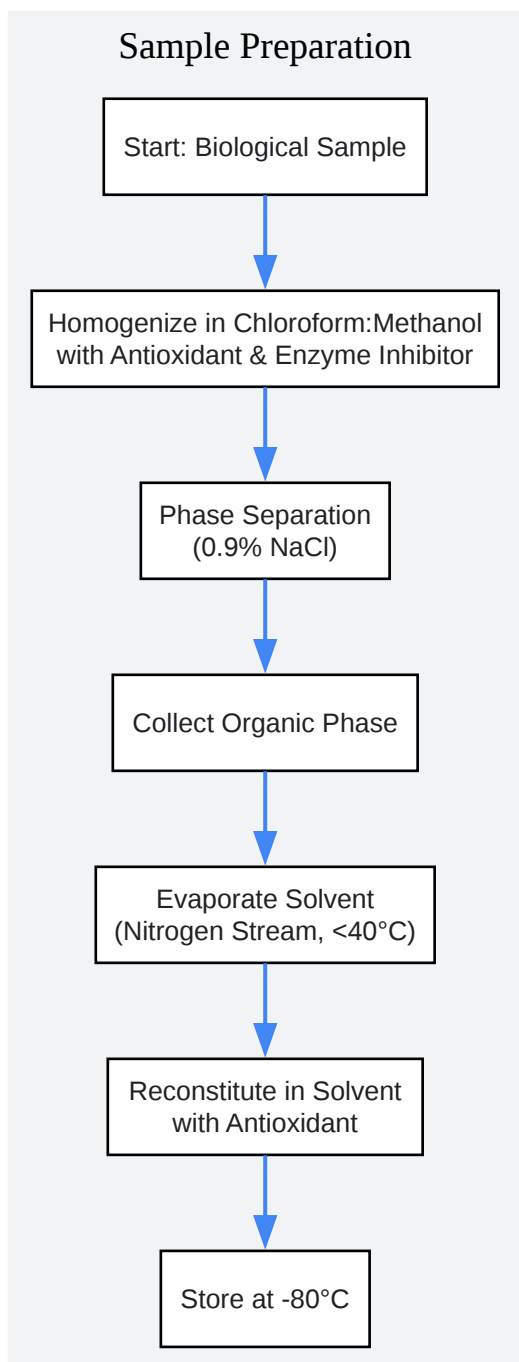 Sample Preparation
Start: Biological Sample
Homogenize in Chloroform:Methanol
with Antioxidant & Enzyme Inhibitor
Phase Separation
(0.9% NaCl)
Collect Organic Phase
Evaporate Solvent
(Nitrogen Stream, <40°C)
Reconstitute in Solvent
with Antioxidant
Store at -80°C